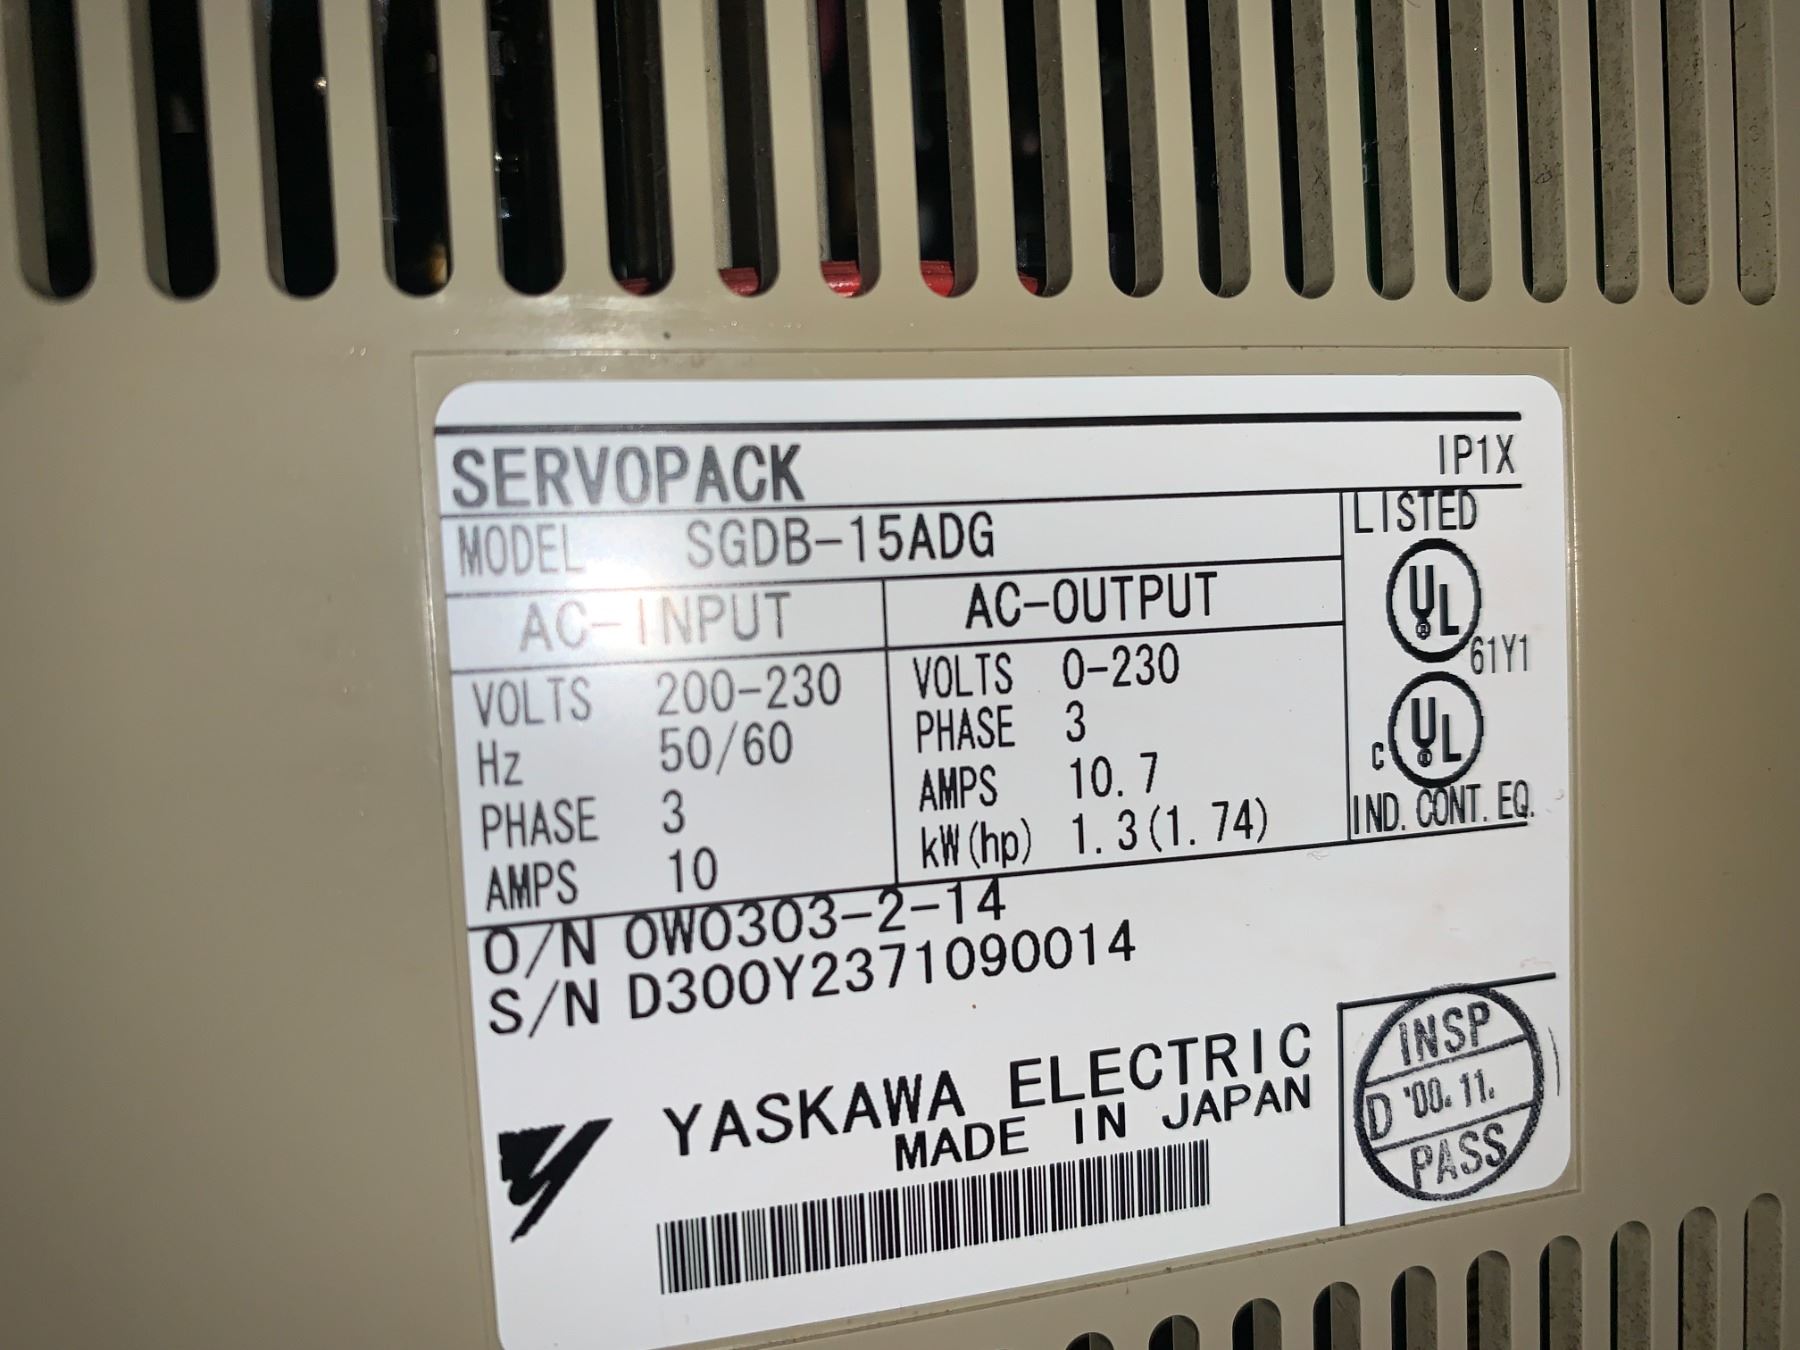 SERVOPACK
IP1X
MODEL SGDB-15ADG
LISTED
AC-INPUT AC-OUTPUT
UL
61Y1
VOLTS 200-230 VOLTS 0-230
Hz 50/60 PHASE 3
PHASE 3 AMPS 10.7
AMPS 10 kW(hp) 1.3(1.74)
C UL
IND. CONT. EQ.
O/N 0W0303-2-14
S/N D300Y2371090014
YASKAWA ELECTRIC
MADE IN JAPAN
INSP
D '00.11.
PASS